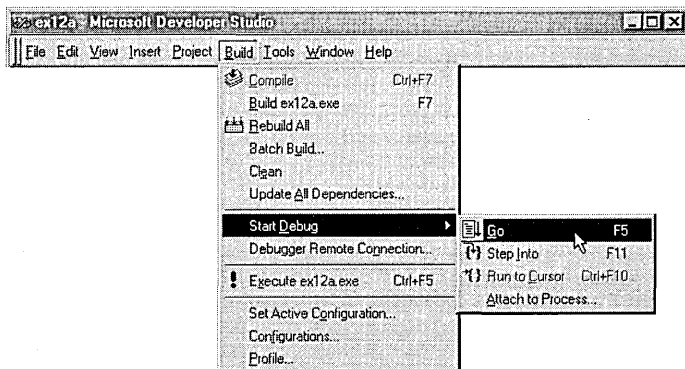 ex12a - Microsoft Developer Studio
File Edit View Insert Project Build Tools Window Help
Compile Ctrl+F7
Build ex12a.exe F7
Rebuild All
Batch Build...
Clean
Update All Dependencies...
Start Debug
Go F5
Debugger Remote Connection...
Step Into F11
Execute ex12a.exe Ctrl+F5
Run to Cursor Ctrl+F10
Attach to Process...
Set Active Configuration...
Configurations...
Profile...